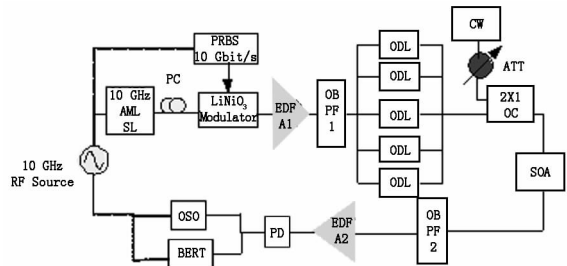 PRBS
10 Gbit/s
CW
ATT
PC
10 GHz
AML
SL
LiNiO3
Modulator
EDF
A1
OB
PF
1
ODL
ODL
ODL
ODL
ODL
2X1
OC
SOA
10 GHz
RF Source
OSO
BERT
PD
EDF
A2
OB
PF
2